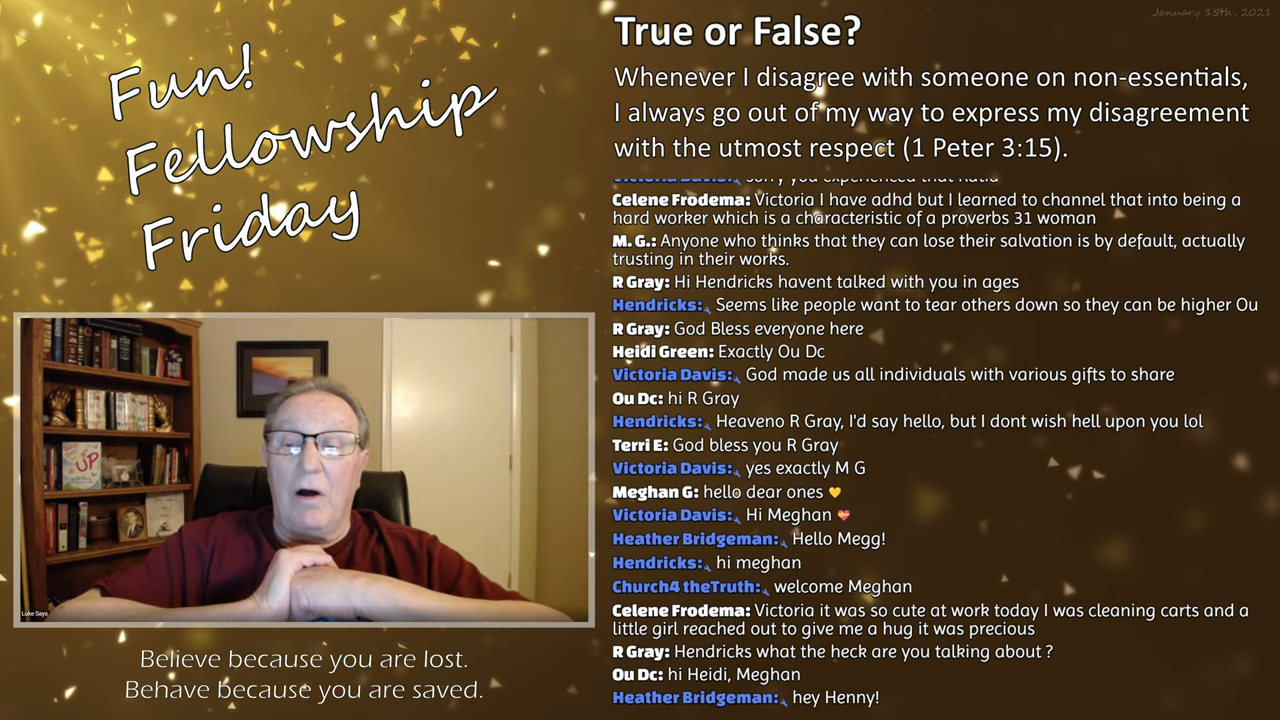 Fun!
Fellowship
Friday
UP
Luke Says
Believe because you are lost.
Behave because you are saved.
January 15th, 2021
True or False?
Whenever I disagree with someone on non-essentials,
I always go out of my way to express my disagreement
with the utmost respect (1 Peter 3:15).
Victoria Davis: sorry you experienced that
Celene Frodema: Victoria I have adhd but I learned to channel that into being a
hard worker which is a characteristic of a proverbs 31 woman
M. G.: Anyone who thinks that they can lose their salvation is by default, actually
trusting in their works.
R Gray: Hi Hendricks havent talked with you in ages
Hendricks: Seems like people want to tear others down so they can be higher Ou
R Gray: God Bless everyone here
Heidi Green: Exactly Ou Dc
Victoria Davis: God made us all individuals with various gifts to share
Ou Dc: hi R Gray
Hendricks: Heaveno R Gray, I'd say hello, but I dont wish hell upon you lol
Terri E: God bless you R Gray
Victoria Davis: yes exactly M G
Meghan G: hello dear ones 💛
Victoria Davis: Hi Meghan 💝
Heather Bridgeman: Hello Megg!
Hendricks: hi meghan
Church4 theTruth: welcome Meghan
Celene Frodema: Victoria it was so cute at work today I was cleaning carts and a
little girl reached out to give me a hug it was precious
R Gray: Hendricks what the heck are you talking about ?
Ou Dc: hi Heidi, Meghan
Heather Bridgeman: hey Henny!